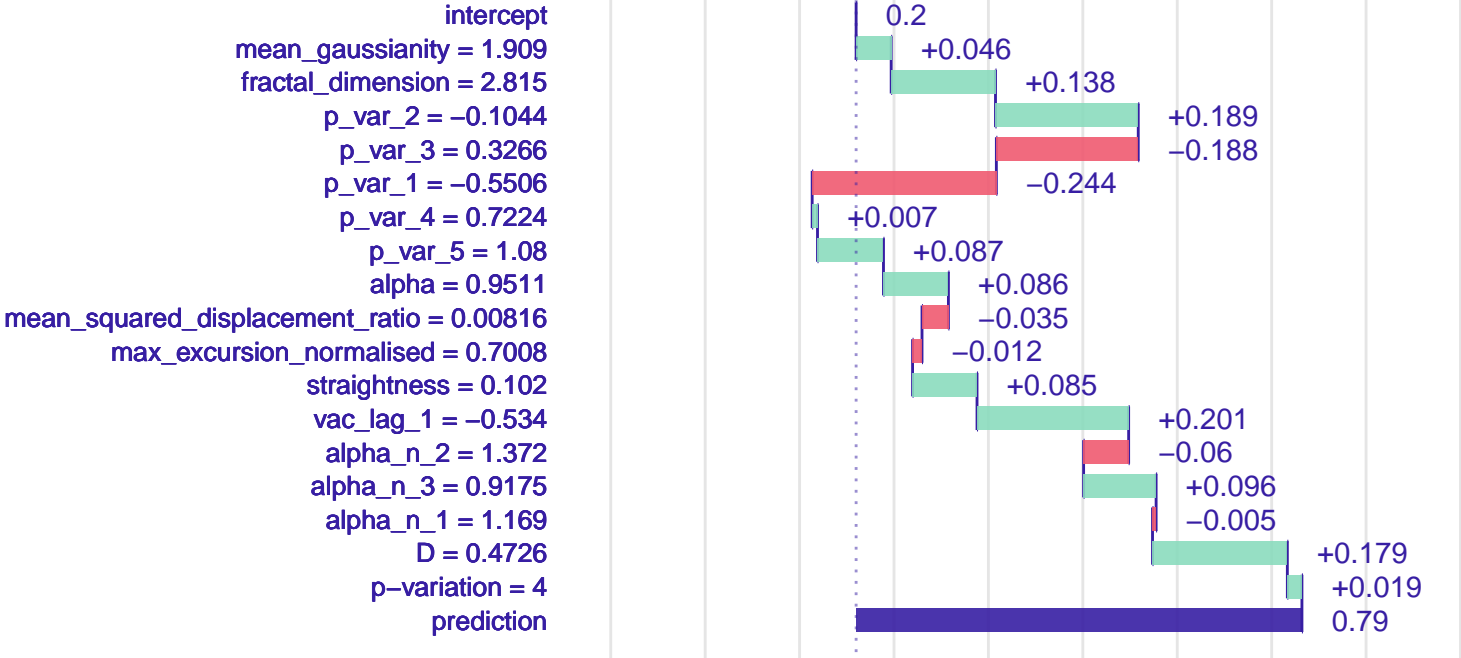 intercept 0.2
mean_gaussianity = 1.909 +0.046
fractal_dimension = 2.815 +0.138
p_var_2 = −0.1044 +0.189
p_var_3 = 0.3266 −0.188
p_var_1 = −0.5506 −0.244
p_var_4 = 0.7224 +0.007
p_var_5 = 1.08 +0.087
alpha = 0.9511 +0.086
mean_squared_displacement_ratio = 0.00816 −0.035
max_excursion_normalised = 0.7008 −0.012
straightness = 0.102 +0.085
vac_lag_1 = −0.534 +0.201
alpha_n_2 = 1.372 −0.06
alpha_n_3 = 0.9175 +0.096
alpha_n_1 = 1.169 −0.005
D = 0.4726 +0.179
p−variation = 4 +0.019
prediction 0.79